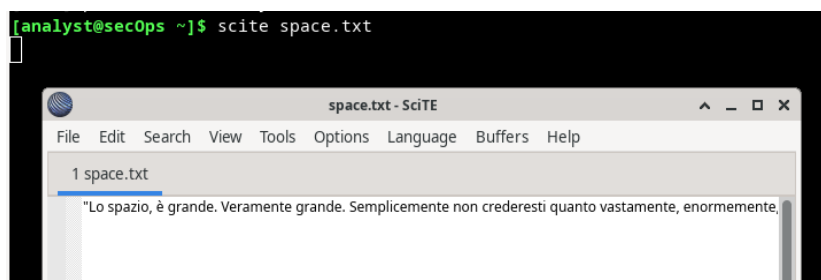 [analyst@secOps ~]$ scite space.txt
space.txt - SciTE
File Edit Search View Tools Options Language Buffers Help
1 space.txt
"Lo spazio, è grande. Veramente grande. Semplicemente non crederesti quanto vastamente, enormemente,